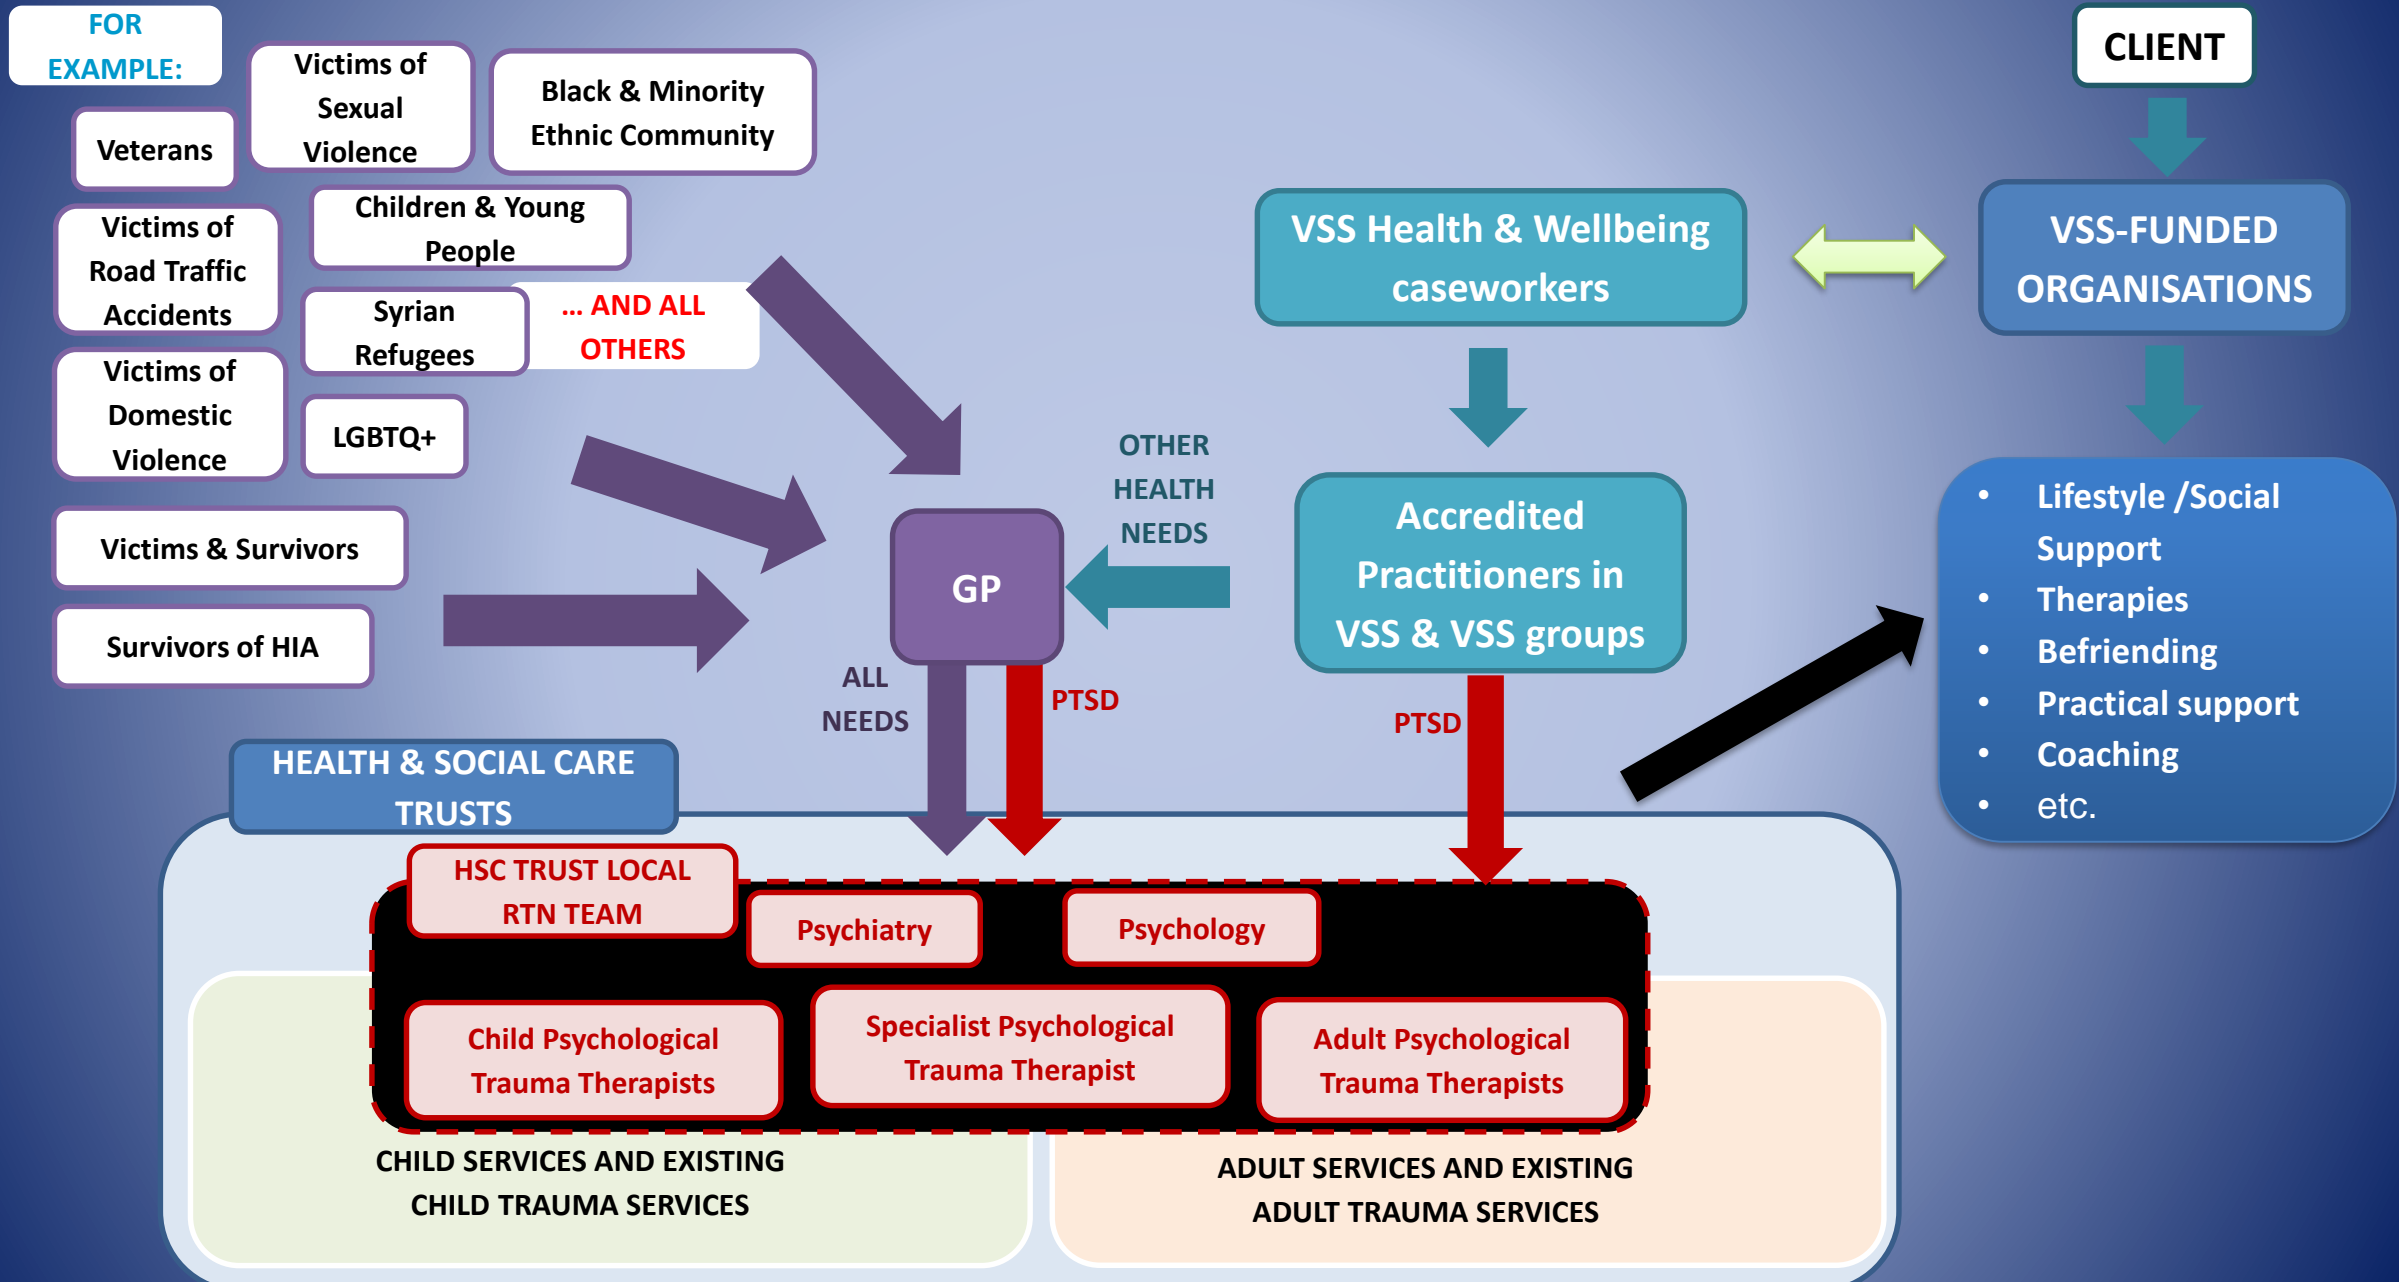 FOR
EXAMPLE:
Veterans
Victims of
Sexual
Violence
Black & Minority
Ethnic Community
Victims of
Road Traffic
Accidents
Children & Young
People
Syrian
Refugees
... AND ALL
OTHERS
Victims of
Domestic
Violence
LGBTQ+
Victims & Survivors
Survivors of HIA
GP
OTHER
HEALTH
NEEDS
VSS Health & Wellbeing
caseworkers
Accredited
Practitioners in
VSS & VSS groups
CLIENT
VSS-FUNDED
ORGANISATIONS
• Lifestyle /Social
Support
• Therapies
• Befriending
• Practical support
• Coaching
• etc.
ALL
NEEDS
PTSD
PTSD
HEALTH & SOCIAL CARE
TRUSTS
HSC TRUST LOCAL
RTN TEAM
Psychiatry
Psychology
Child Psychological
Trauma Therapists
Specialist Psychological
Trauma Therapist
Adult Psychological
Trauma Therapists
CHILD SERVICES AND EXISTING
CHILD TRAUMA SERVICES
ADULT SERVICES AND EXISTING
ADULT TRAUMA SERVICES